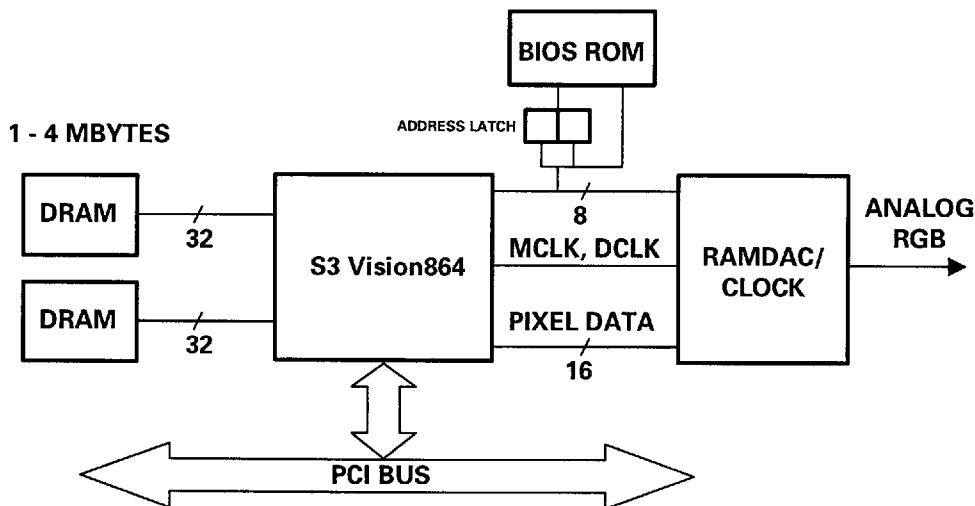 BIOS ROM
ADDRESS LATCH
1 - 4 MBYTES
DRAM
32
DRAM
32
S3 Vision864
8
MCLK, DCLK
PIXEL DATA
16
RAMDAC/
CLOCK
ANALOG
RGB
PCI BUS